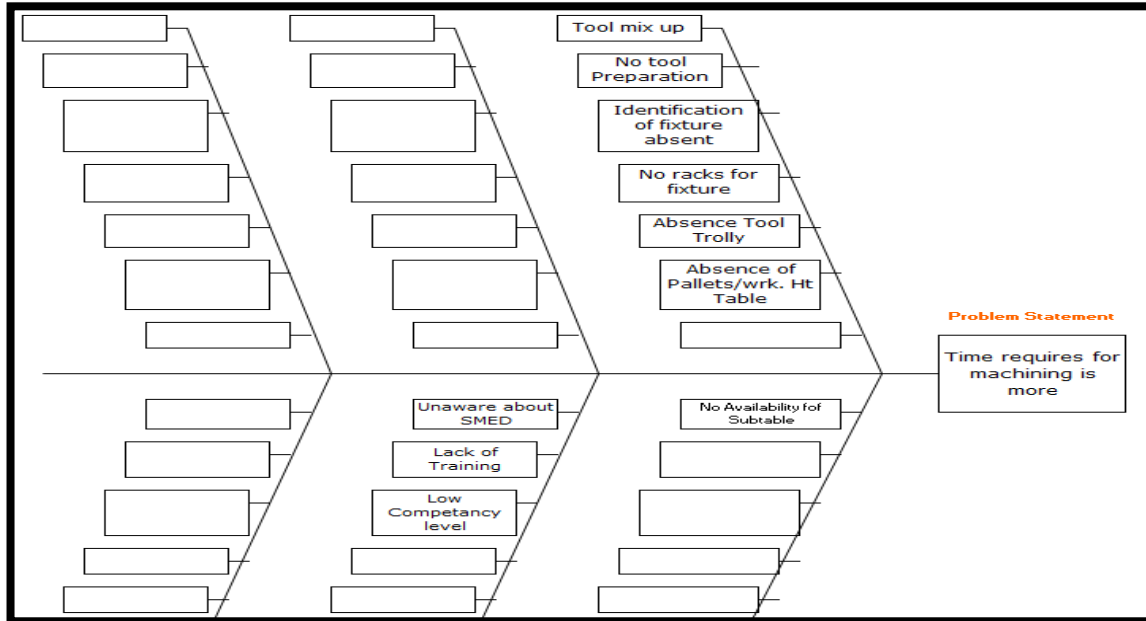 Tool mix up
No tool
Preparation
Identification
of fixture
absent
No racks for
fixture
Absence Tool
Trolly
Absence of
Pallets/wrk. Ht
Table
Problem Statement
Time requires for
machining is
more
Unaware about
SMED
No Availability fof
Subtable
Lack of
Training
Low
Competancy
level